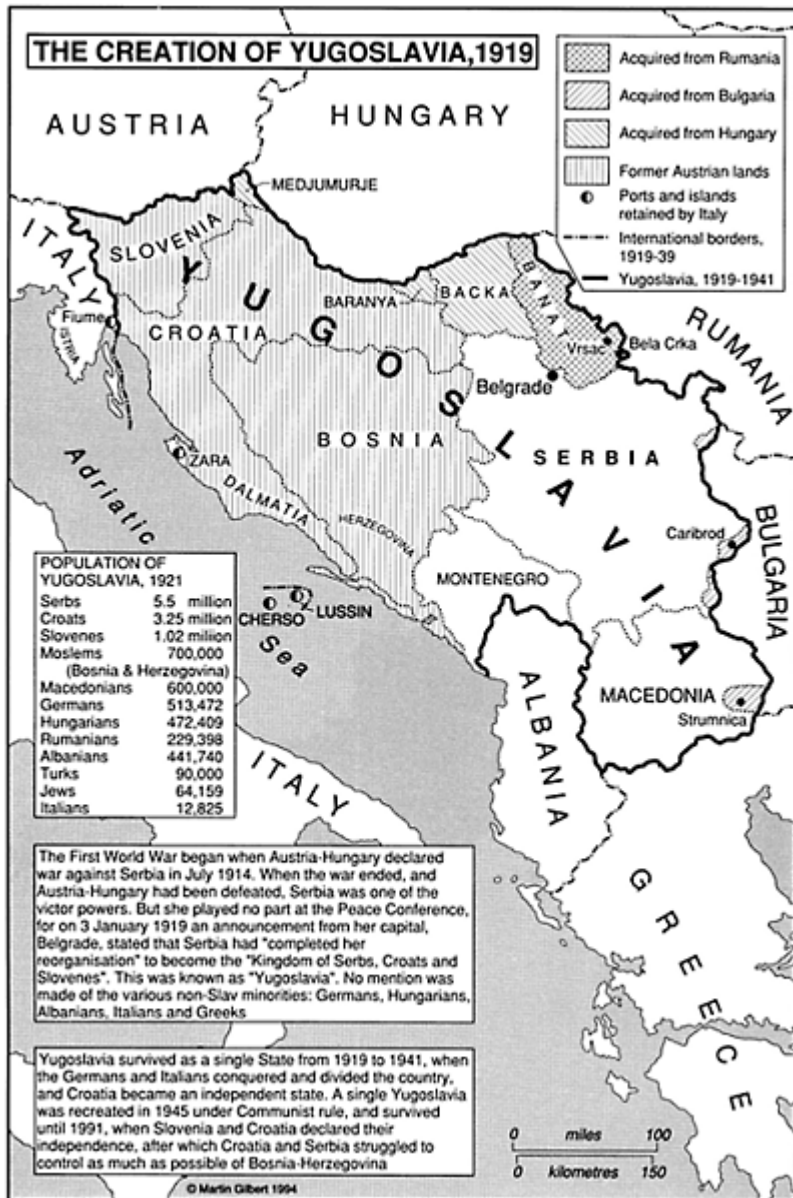 THE CREATION OF YUGOSLAVIA,1919
Acquired from Rumania
Acquired from Bulgaria
Acquired from Hungary
Former Austrian lands
Ports and islands
retained by Italy
International borders,
1919-39
Yugoslavia, 1919-1941
AUSTRIA
HUNGARY
MEDJUMURJE
ITALY
SLOVENIA
YUGOSLAVIA
BARANYA
BACKA
BANAT
RUMANIA
Fiume
ISTRIA
CROATIA
Vrsac
Bela Crka
Belgrade
BOSNIA
SERBIA
ZARA
DALMATIA
HERZEGOVINA
Adriatic
Sea
Caribrod
BULGARIA
MONTENEGRO
CHERSO
LUSSIN
MACEDONIA
Strumnica
ALBANIA
ITALY
GREECE
POPULATION OF
YUGOSLAVIA, 1921
Serbs 5.5 million
Croats 3.25 million
Slovenes 1.02 million
Moslems 700,000
(Bosnia & Herzegovina)
Macedonians 600,000
Germans 513,472
Hungarians 472,409
Rumanians 229,398
Albanians 441,740
Turks 90,000
Jews 64,159
Italians 12,825
The First World War began when Austria-Hungary declared
war against Serbia in July 1914. When the war ended, and
Austria-Hungary had been defeated, Serbia was one of the
victor powers. But she played no part at the Peace Conference,
for on 3 January 1919 an announcement from her capital,
Belgrade, stated that Serbia had "completed her
reorganisation" to become the "Kingdom of Serbs, Croats and
Slovenes". This was known as "Yugoslavia". No mention was
made of the various non-Slav minorities: Germans, Hungarians,
Albanians, Italians and Greeks
Yugoslavia survived as a single State from 1919 to 1941, when
the Germans and Italians conquered and divided the country,
and Croatia became an independent state. A single Yugoslavia
was recreated in 1945 under Communist rule, and survived
until 1991, when Slovenia and Croatia declared their
independence, after which Croatia and Serbia struggled to
control as much as possible of Bosnia-Herzegovina
0 miles 100
0 kilometres 150
© Martin Gilbert 1994